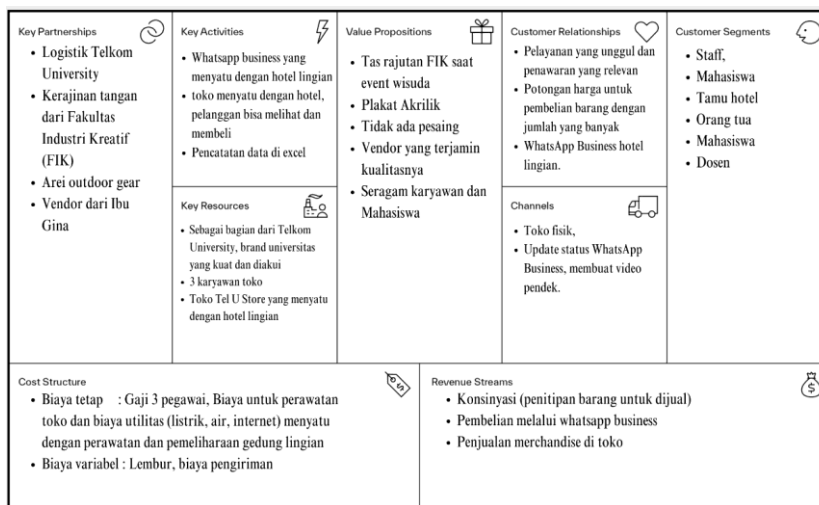 Key Partnerships
• Logistik Telkom
University
• Kerajinan tangan
dari Fakultas
Industri Kreatif
(FIK)
• Arei outdoor gear
• Vendor dari Ibu
Gina
Key Activities
• Whatsapp business yang
menyatu dengan hotel lingian
• toko menyatu dengan hotel,
pelanggan bisa melihat dan
membeli
• Pencatatan data di excel
Key Resources
• Sebagai bagian dari Telkom
University, brand universitas
yang kuat dan diakui
• 3 karyawan toko
• Toko Tel U Store yang menyatu
dengan hotel lingian
Value Propositions
• Tas rajutan FIK saat
event wisuda
• Plakat Akrilik
• Tidak ada pesaing
• Vendor yang terjamin
kualitasnya
• Seragam karyawan dan
Mahasiswa
Customer Relationships
• Pelayanan yang unggul dan
penawaran yang relevan
• Potongan harga untuk
pembelian barang dengan
jumlah yang banyak
• WhatsApp Business hotel
lingian.
Channels
• Toko fisik,
• Update status WhatsApp
Business, membuat video
pendek.
Customer Segments
• Staff,
• Mahasiswa
• Tamu hotel
• Orang tua
• Mahasiswa
• Dosen
Cost Structure
• Biaya tetap : Gaji 3 pegawai, Biaya untuk perawatan
toko dan biaya utilitas (listrik, air, internet) menyatu
dengan perawatan dan pemeliharaan gedung lingian
• Biaya variabel : Lembur, biaya pengiriman
Revenue Streams
• Konsinyasi (penitipan barang untuk dijual)
• Pembelian melalui whatsapp business
• Penjualan merchandise di toko